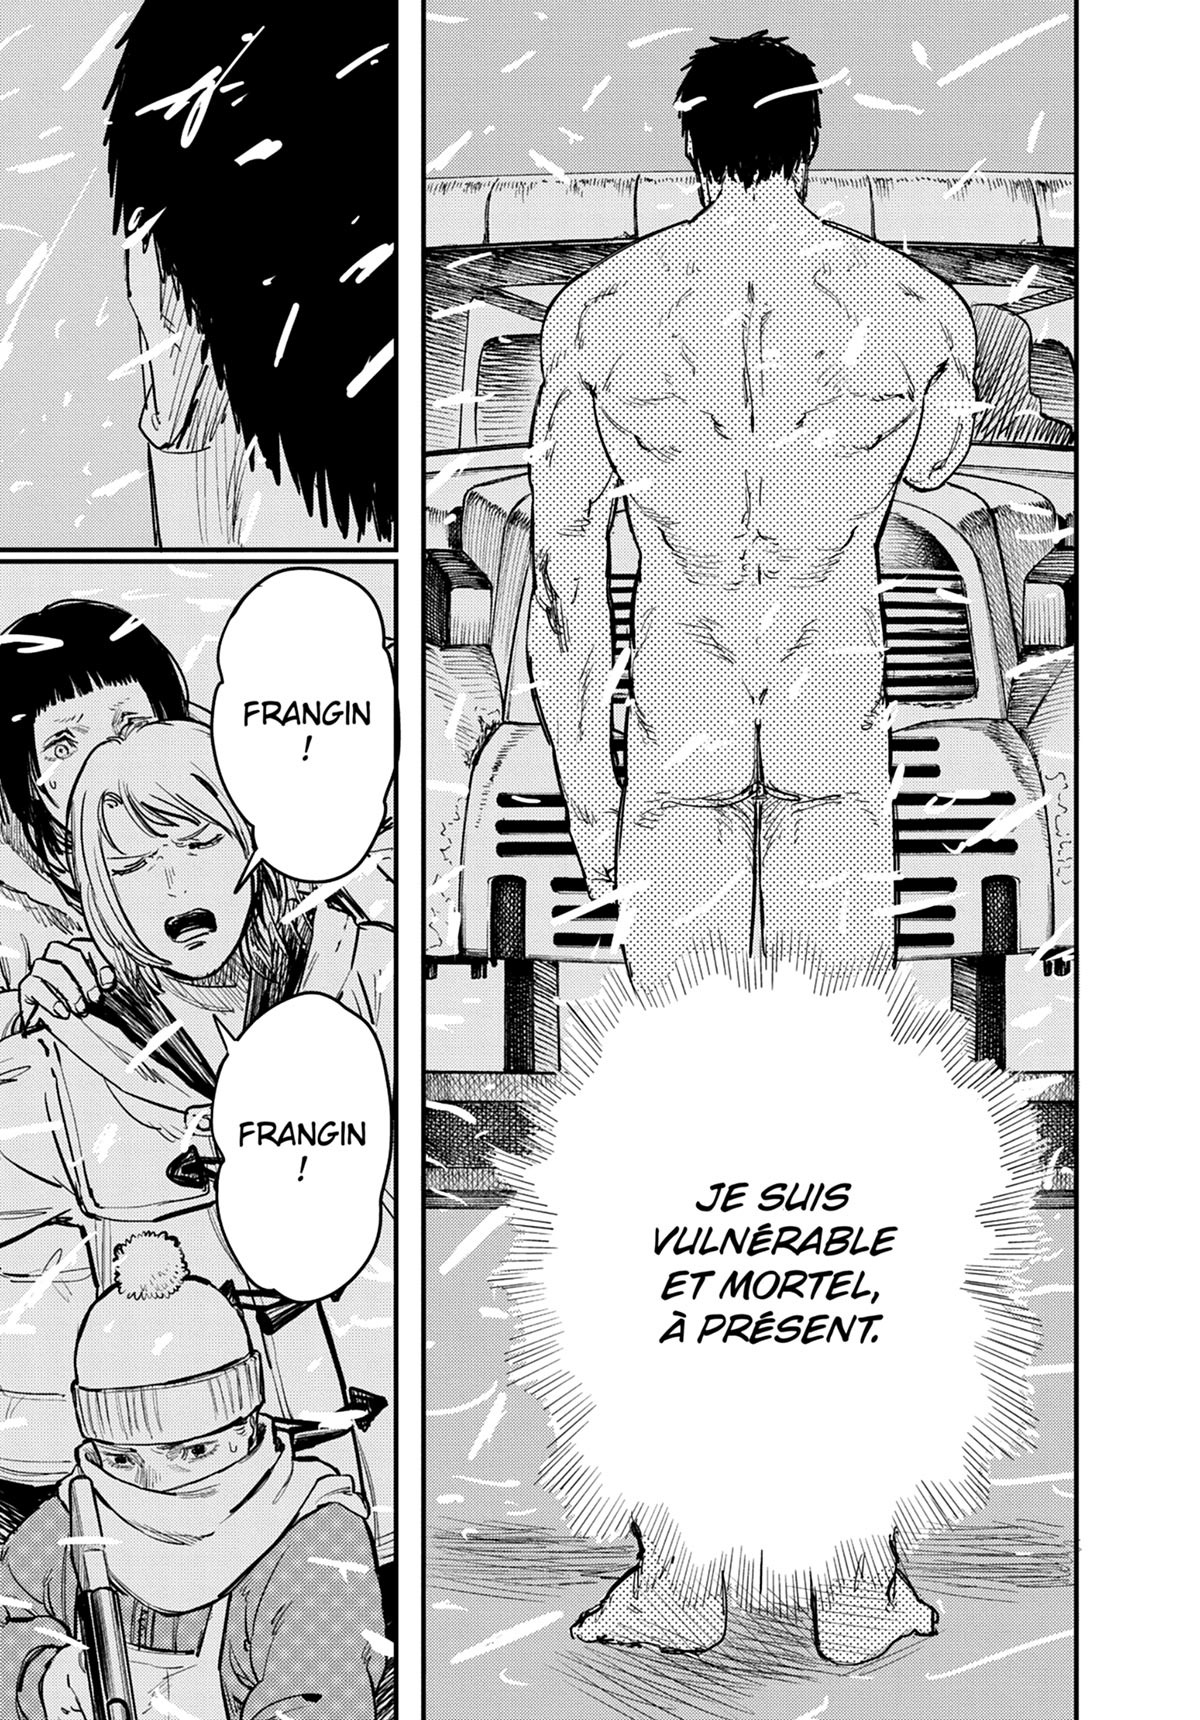 JE SUIS
VULNÉRABLE
ET MORTEL,
À PRÉSENT.
FRANGIN
!
FRANGIN
!